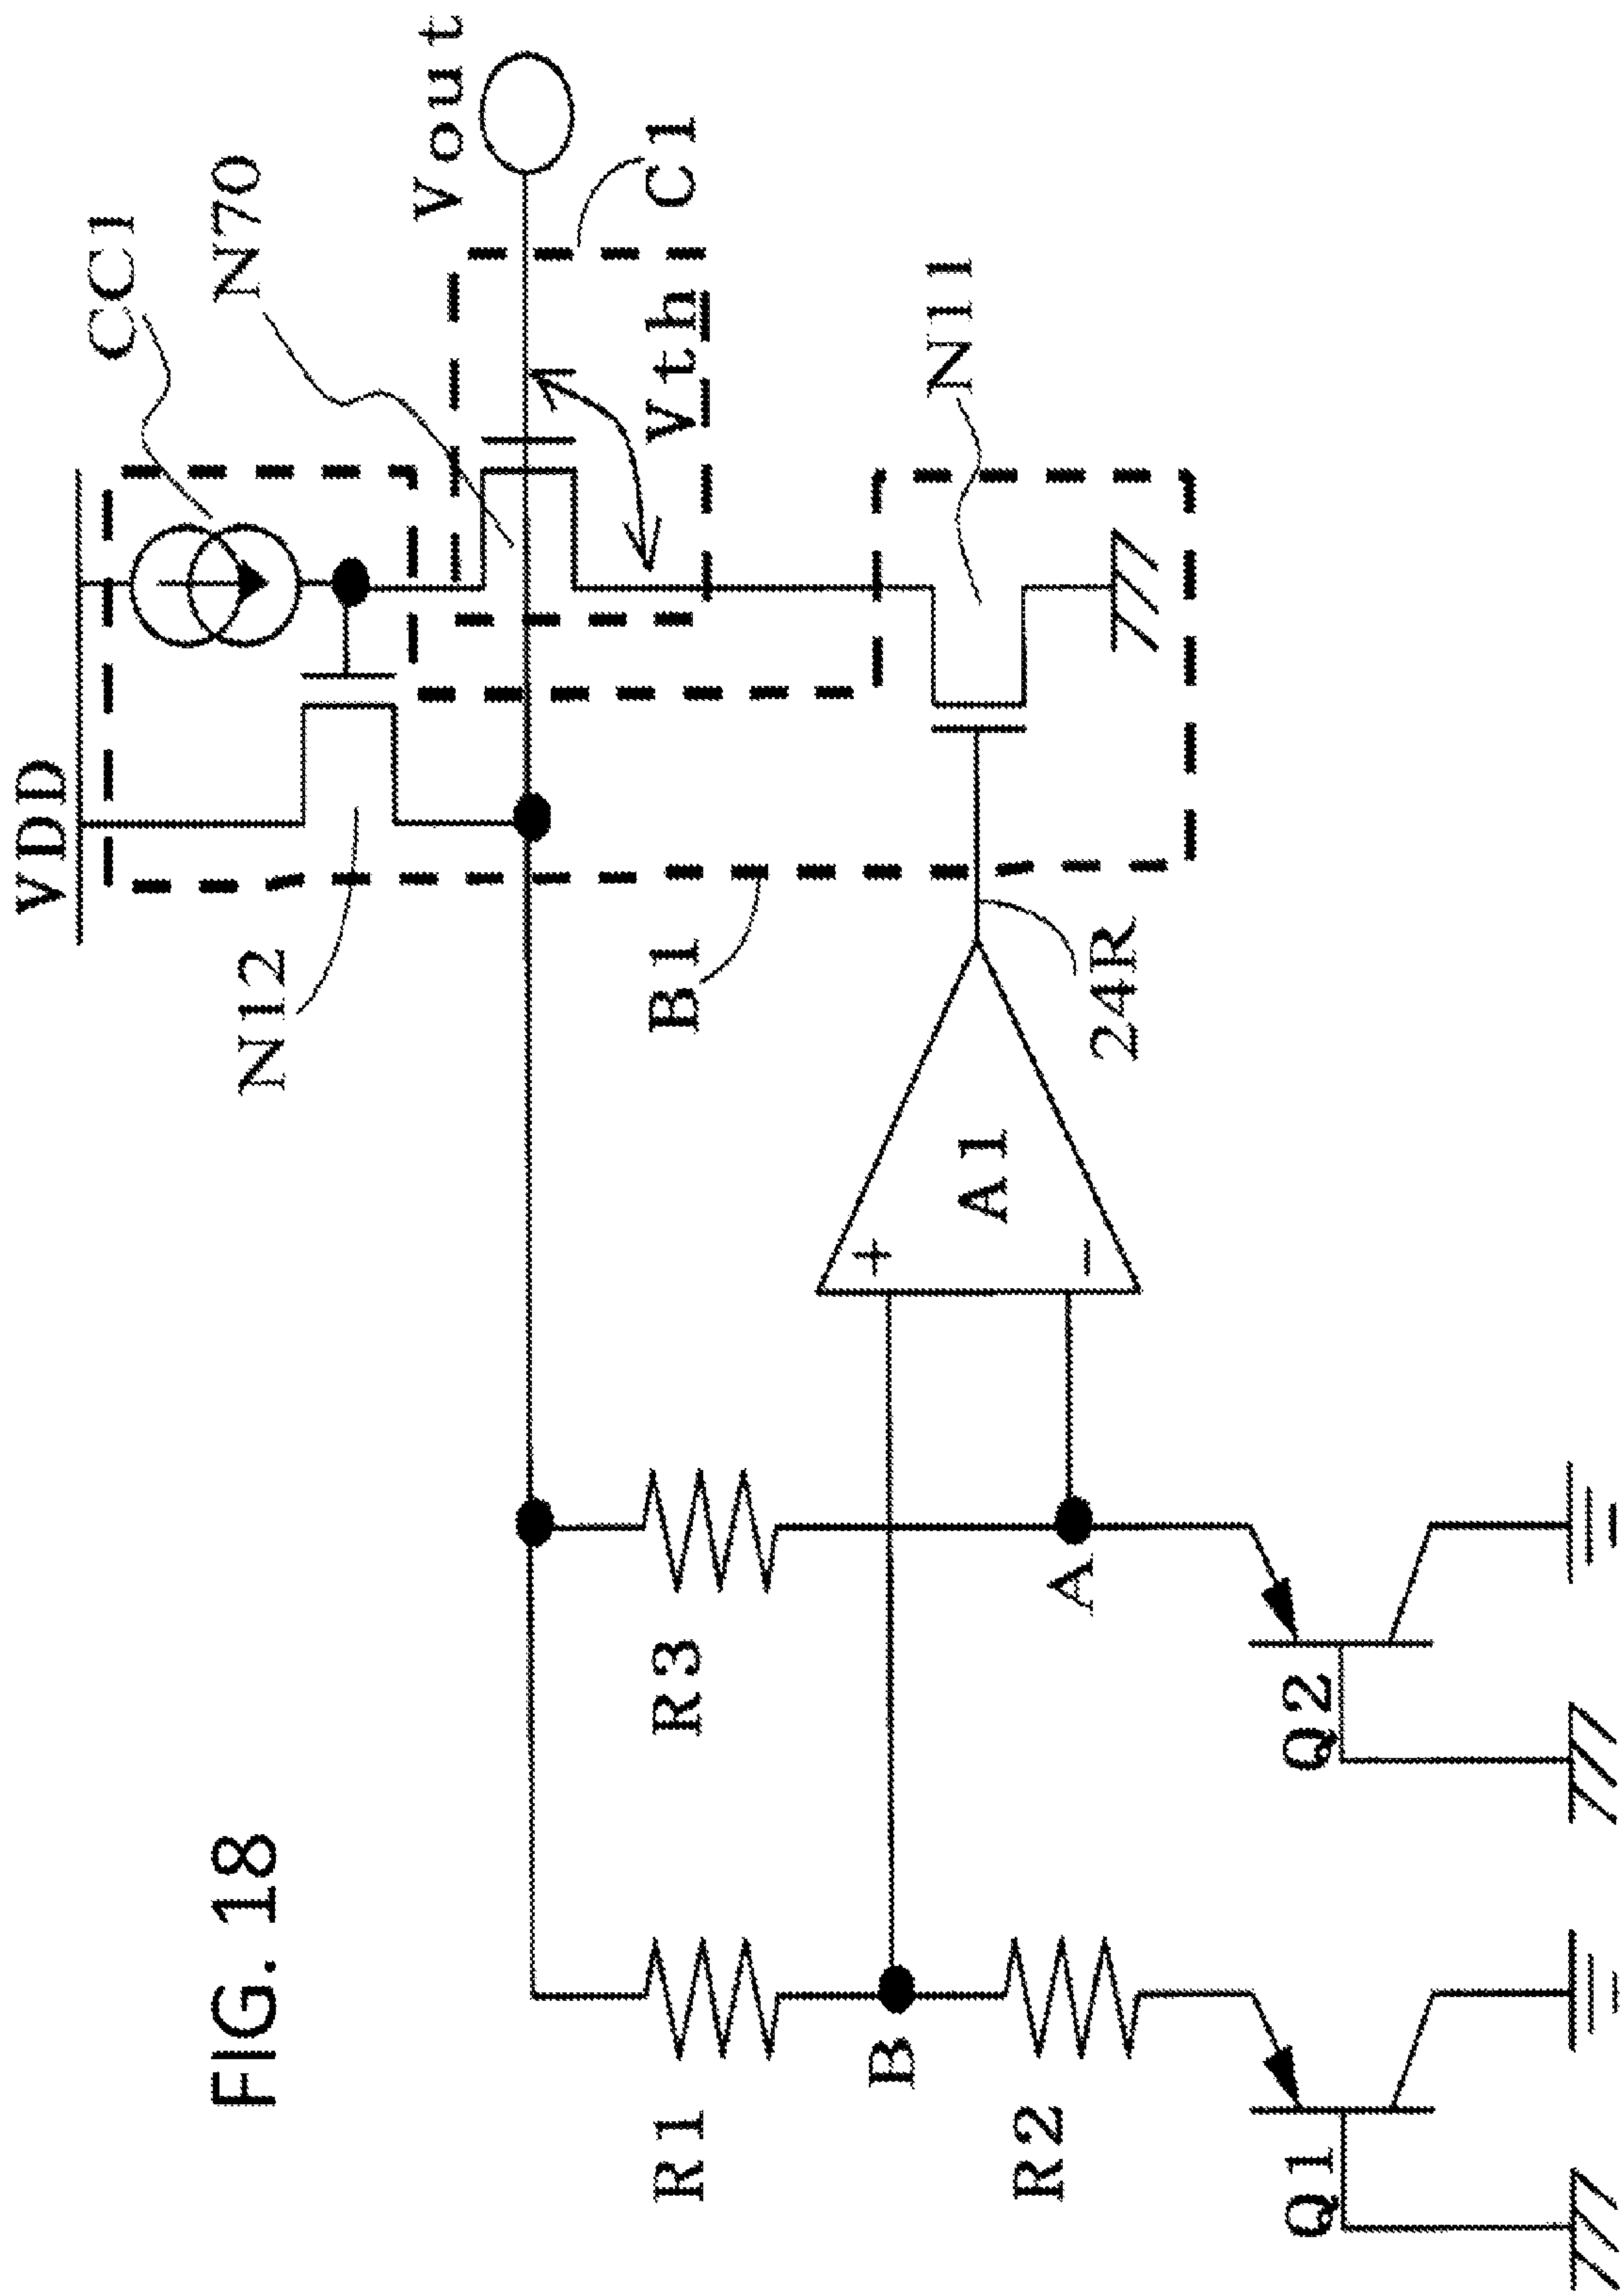 FIG. 18
VDD
CC1
N12
N70
Vout
C1
Vth
R1
R3
B1
N11
B
+
A1
24R
R2
A
−
Q1
Q2